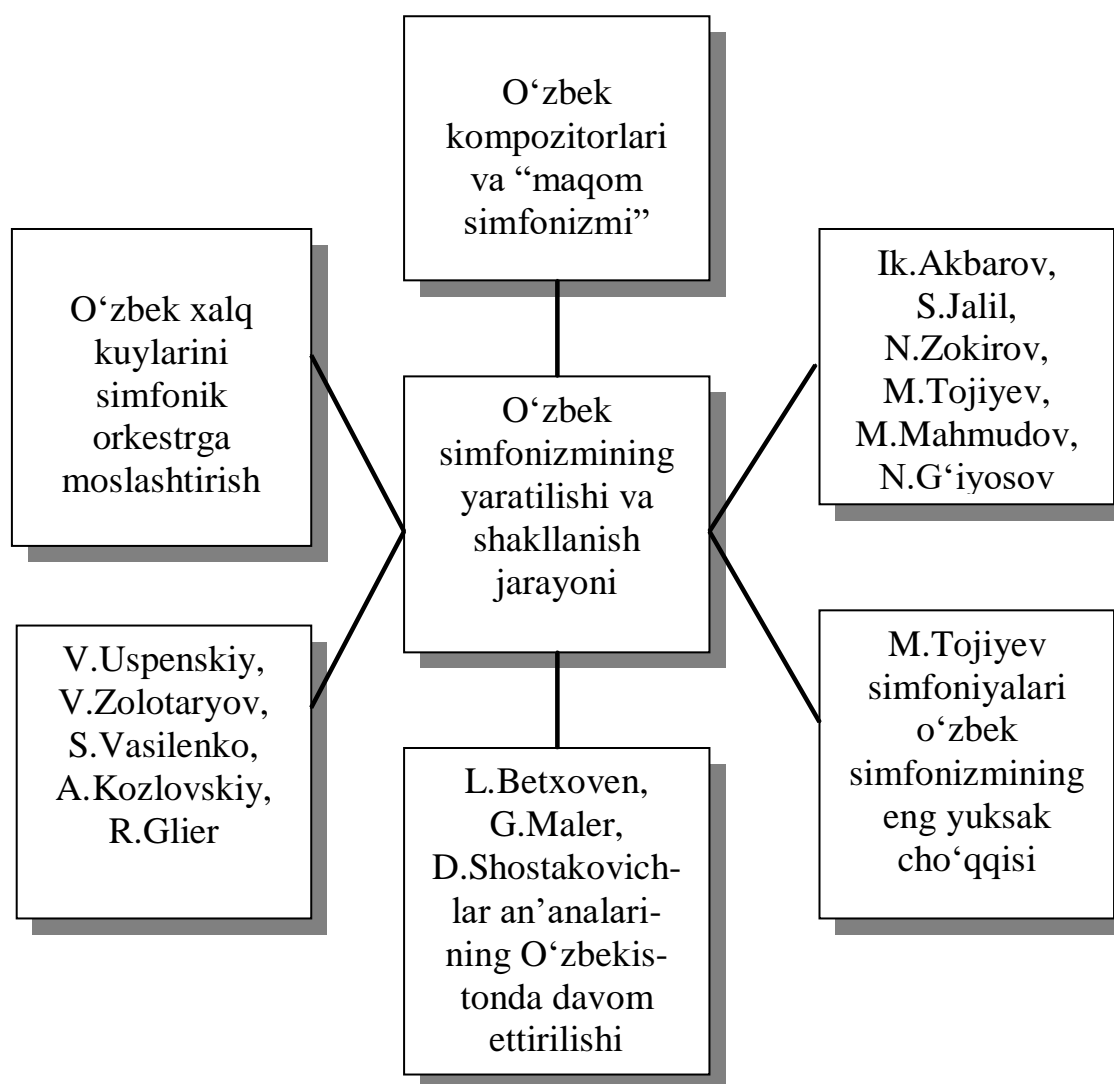 O‘zbek
kompozitorlari
va “maqom
simfonizmi”
O‘zbek xalq
kuylarini
simfonik
orkestrga
moslashtirish
Ik.Akbarov,
S.Jalil,
N.Zokirov,
M.Tojiyev,
M.Mahmudov,
N.G‘iyosov
O‘zbek
simfonizmining
yaratilishi va
shakllanish
jarayoni
V.Uspenskiy,
V.Zolotaryov,
S.Vasilenko,
A.Kozlovskiy,
R.Glier
M.Tojiyev
simfoniyalari
o‘zbek
simfonizmining
eng yuksak
cho‘qqisi
L.Betxoven,
G.Maler,
D.Shostakovich-
lar an’analari-
ning O‘zbekis-
tonda davom
ettirilishi